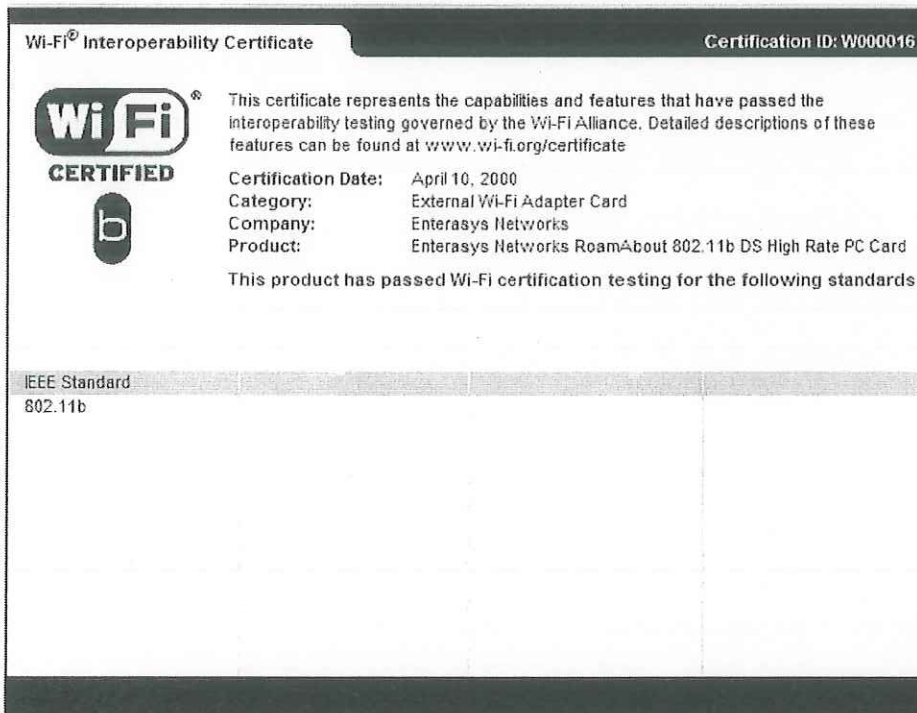 Wi-Fi® Interoperability Certificate
Certification ID: W000016
Wi Fi ®
CERTIFIED
b
This certificate represents the capabilities and features that have passed the
interoperability testing governed by the Wi-Fi Alliance. Detailed descriptions of these
features can be found at www.wi-fi.org/certificate
Certification Date: April 10, 2000
Category: External Wi-Fi Adapter Card
Company: Enterasys Networks
Product: Enterasys Networks RoamAbout 802.11b DS High Rate PC Card
This product has passed Wi-Fi certification testing for the following standards
IEEE Standard
802.11b